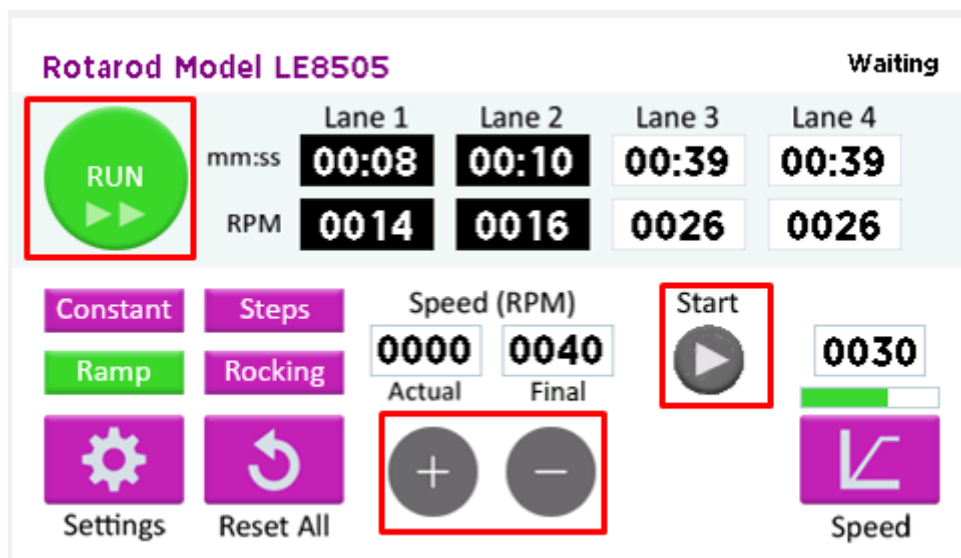 Rotarod Model LE8505 Waiting
Lane 1 Lane 2 Lane 3 Lane 4
RUN
mm:ss 00:08 00:10 00:39 00:39
RPM 0014 0016 0026 0026
Constant Steps Speed (RPM) Start
0000 0040 0030
Ramp Rocking Actual Final
Settings Reset All Speed